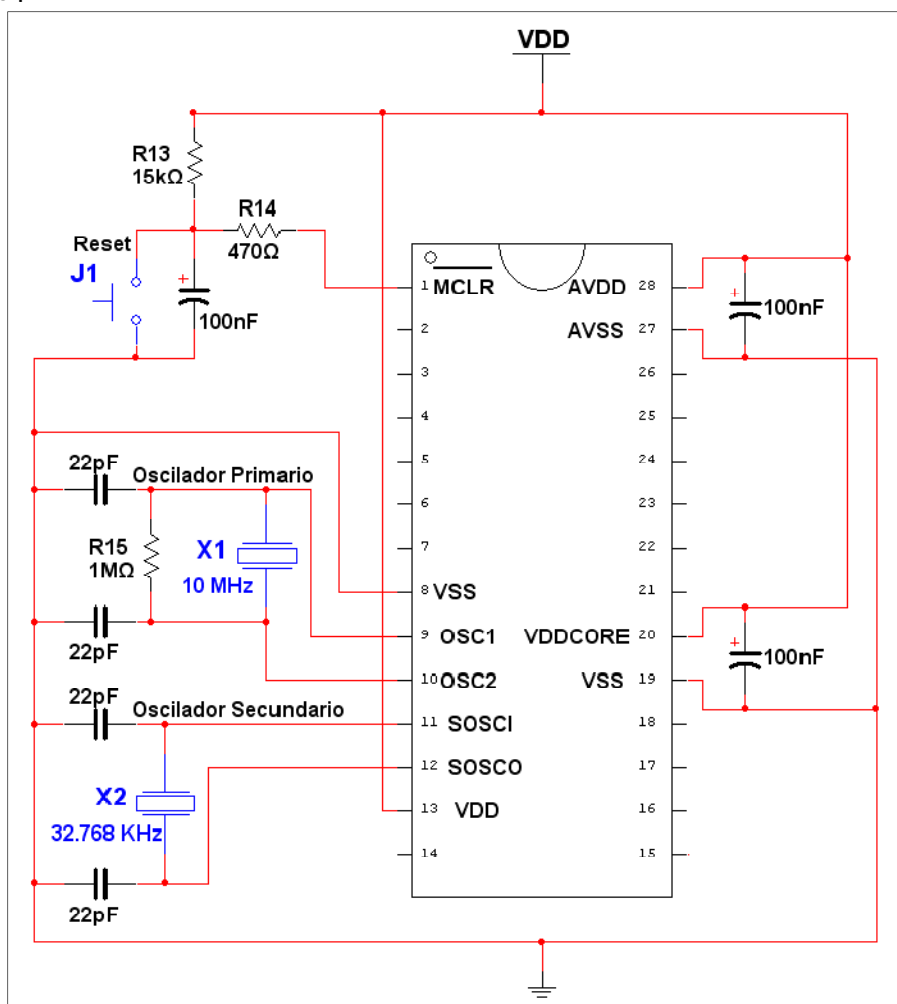 VDD
R13
15kΩ
R14
470Ω
Reset
J1
+
100nF
1 MCLR AVDD 28
+
100nF
2 AVSS 27
3 26
4 25
5 24
6 23
7 22
8 VSS 21
9 OSC1 VDDCORE 20
+
100nF
10 OSC2 VSS 19
11 SOSCI 18
12 SOSCO 17
13 VDD 16
14 15
22pF
Oscilador Primario
R15
1MΩ
X1
10 MHz
22pF
22pF
Oscilador Secundario
X2
32.768 KHz
22pF